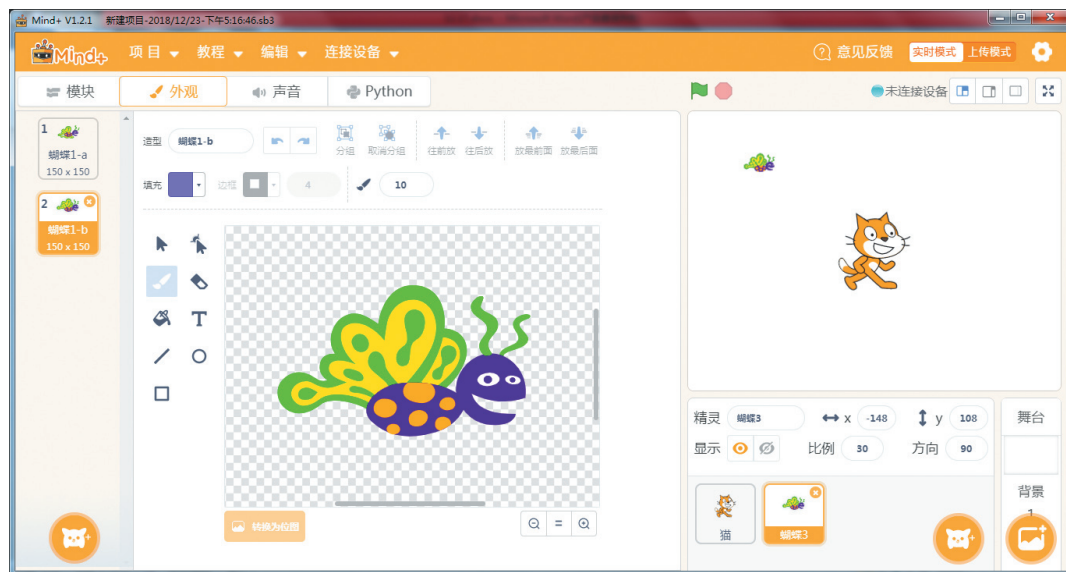 Mind+ V1.2.1 新建项目-2018/12/23-下午5:16:46.sb3
Mind+ 项目 教程 编辑 连接设备 意见反馈 实时模式 上传模式
模块 外观 声音 Python 未连接设备
1
蝴蝶1-a
150 x 150
2
蝴蝶1-b
150 x 150
造型 蝴蝶1-b 分组 取消分组 往前放 往后放 放最前面 放最后面
填充 边框 4 10
T
转换为位图
=
精灵 蝴蝶3 x -148 y 108
显示 比例 30 方向 90
猫
蝴蝶3
舞台
背景
1